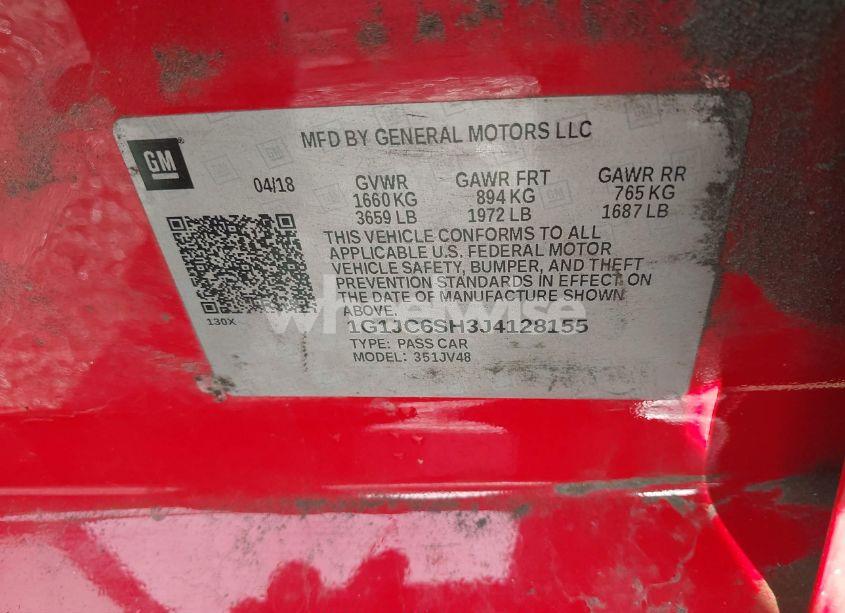 GM
MFD BY GENERAL MOTORS LLC
04/18
GVWR
1660 KG
3659 LB
GAWR FRT
894 KG
1972 LB
GAWR RR
765 KG
1687 LB
THIS VEHICLE CONFORMS TO ALL
APPLICABLE U.S. FEDERAL MOTOR
VEHICLE SAFETY, BUMPER, AND THEFT
PREVENTION STANDARDS IN EFFECT ON
THE DATE OF MANUFACTURE SHOWN
ABOVE.
130X
1G1JC6SH3J4128155
TYPE: PASS CAR
MODEL: 351JV48